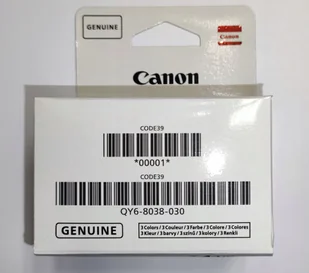 GENUINE
Canon
CODE39
*00001*
CODE39
QY6-8038-030
GENUINE
3 Colors / 3 Couleur / 3 Farbe / 3 Colore / 3 Colores
3 Kleur / 3 barvy / 3 színű / 3 kolory / 3 Renkli